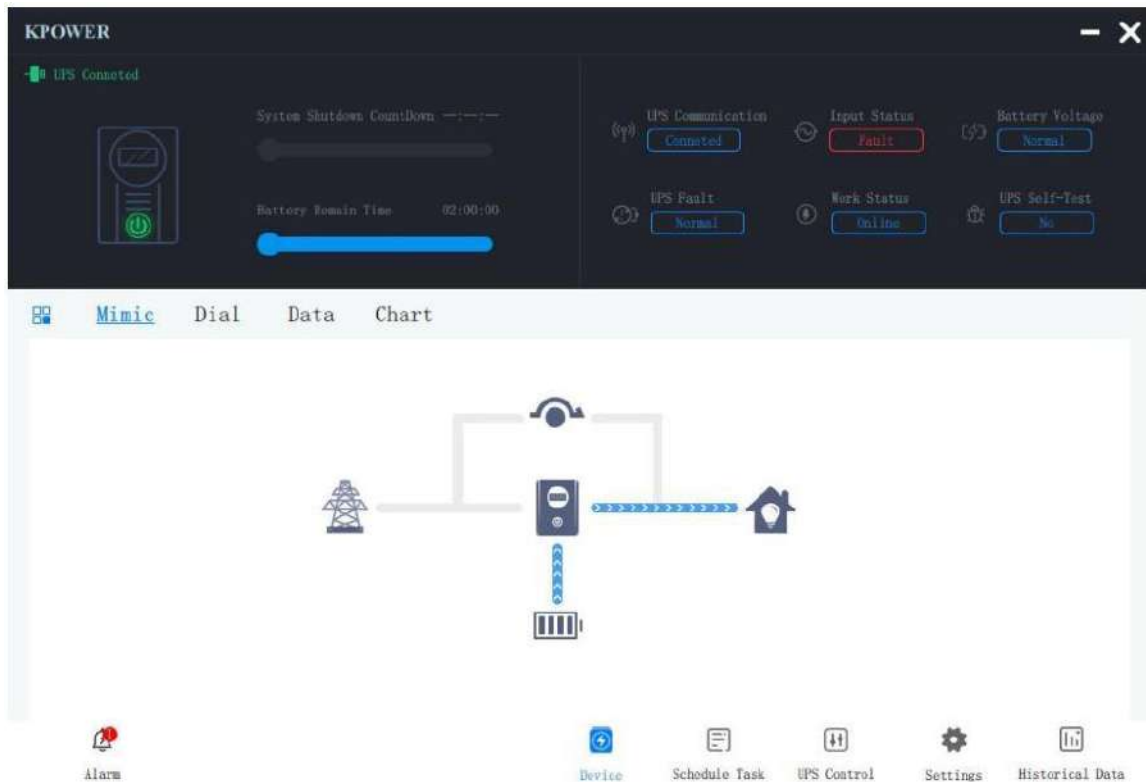 KPOWER
UPS Conneted
System Shutdown CountDown --:--:--
Battery Remain Time 02:00:00
UPS Communication
Conneted
Input Status
Fault
Battery Voltage
Normal
UPS Fault
Normal
Work Status
Online
UPS Self-Test
No
Mimic Dial Data Chart
Alarm Device Schedule Task UPS Control Settings Historical Data